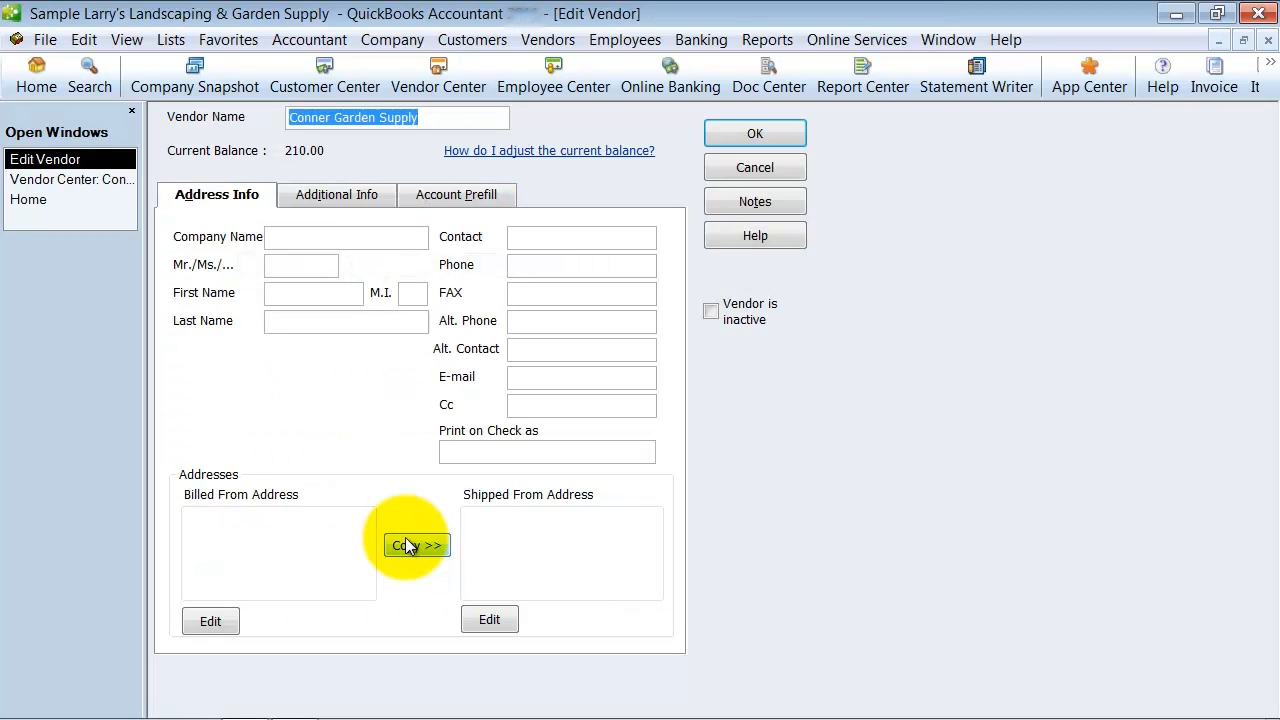 Sample Larry's Landscaping & Garden Supply - QuickBooks Accountant - [Edit Vendor]
File Edit View Lists Favorites Accountant Company Customers Vendors Employees Banking Reports Online Services Window Help
Home Search Company Snapshot Customer Center Vendor Center Employee Center Online Banking Doc Center Report Center Statement Writer App Center Help Invoice It
Open Windows
Edit Vendor
Vendor Center: Con...
Home
Vendor Name Conner Garden Supply
Current Balance : 210.00 How do I adjust the current balance?
OK
Cancel
Notes
Help
Vendor is
inactive
Address Info Additional Info Account Prefill
Company Name Contact
Mr./Ms./... Phone
First Name M.I. FAX
Last Name Alt. Phone
Alt. Contact
E-mail
Cc
Print on Check as
Addresses
Billed From Address Shipped From Address
Copy >>
Edit Edit